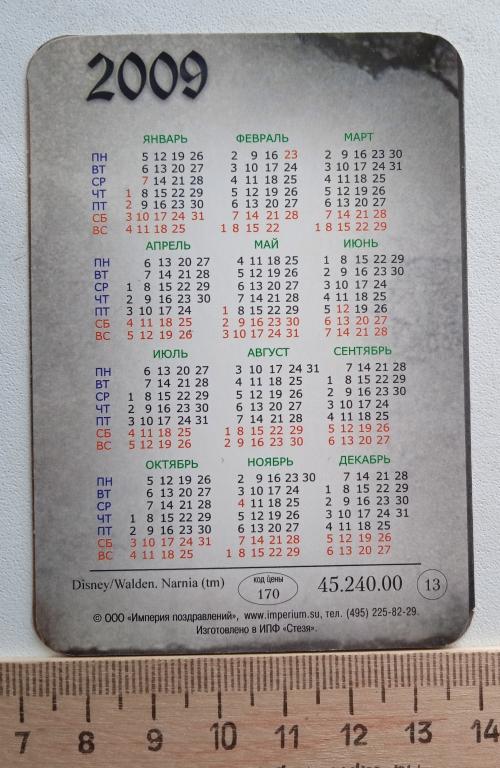 2009
ЯНВАРЬ ФЕВРАЛЬ МАРТ
ПН 5 12 19 26 2 9 16 23 2 9 16 23 30
ВТ 6 13 20 27 3 10 17 24 3 10 17 24 31
СР 7 14 21 28 4 11 18 25 4 11 18 25
ЧТ 1 8 15 22 29 5 12 19 26 5 12 19 26
ПТ 2 9 16 23 30 6 13 20 27 6 13 20 27
СБ 3 10 17 24 31 7 14 21 28 7 14 21 28
ВС 4 11 18 25 1 8 15 22 1 8 15 22 29
АПРЕЛЬ МАЙ ИЮНЬ
ПН 6 13 20 27 4 11 18 25 1 8 15 22 29
ВТ 7 14 21 28 5 12 19 26 2 9 16 23 30
СР 1 8 15 22 29 6 13 20 27 3 10 17 24
ЧТ 2 9 16 23 30 7 14 21 28 4 11 18 25
ПТ 3 10 17 24 1 8 15 22 29 5 12 19 26
СБ 4 11 18 25 2 9 16 23 30 6 13 20 27
ВС 5 12 19 26 3 10 17 24 31 7 14 21 28
ИЮЛЬ АВГУСТ СЕНТЯБРЬ
ПН 6 13 20 27 3 10 17 24 31 7 14 21 28
ВТ 7 14 21 28 4 11 18 25 1 8 15 22 29
СР 1 8 15 22 29 5 12 19 26 2 9 16 23 30
ЧТ 2 9 16 23 30 6 13 20 27 3 10 17 24
ПТ 3 10 17 24 31 7 14 21 28 4 11 18 25
СБ 4 11 18 25 1 8 15 22 29 5 12 19 26
ВС 5 12 19 26 2 9 16 23 30 6 13 20 27
ОКТЯБРЬ НОЯБРЬ ДЕКАБРЬ
ПН 5 12 19 26 2 9 16 23 30 7 14 21 28
ВТ 6 13 20 27 3 10 17 24 1 8 15 22 29
СР 7 14 21 28 4 11 18 25 2 9 16 23 30
ЧТ 1 8 15 22 29 5 12 19 26 3 10 17 24 31
ПТ 2 9 16 23 30 6 13 20 27 4 11 18 25
СБ 3 10 17 24 31 7 14 21 28 5 12 19 26
ВС 4 11 18 25 1 8 15 22 29 6 13 20 27
Disney/Walden. Narnia (tm) код цены 170 45.240.00 13
© ООО «Империя поздравлений», www.imperium.su, тел. (495) 225-82-29.
Изготовлено в ИПФ «Стезя».
7 8 9 10 11 12 13 14